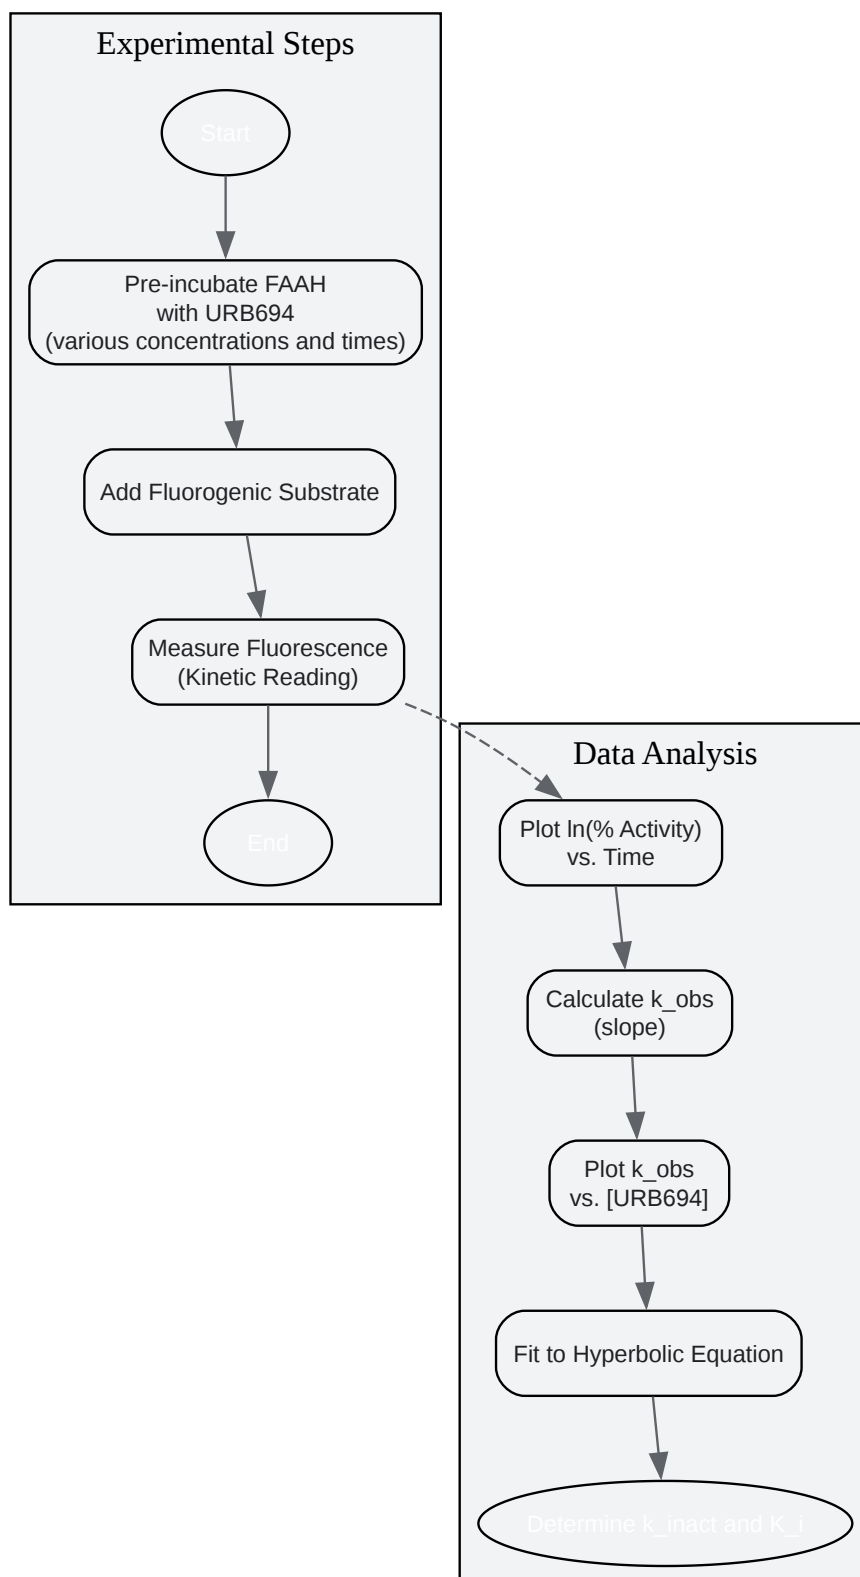 Experimental Steps
Start
Pre-incubate FAAH
with URB694
(various concentrations and times)
Add Fluorogenic Substrate
Measure Fluorescence
(Kinetic Reading)
End
Data Analysis
Plot ln(% Activity)
vs. Time
Calculate k_obs
(slope)
Plot k_obs
vs. [URB694]
Fit to Hyperbolic Equation
Determine k_inact and K_i